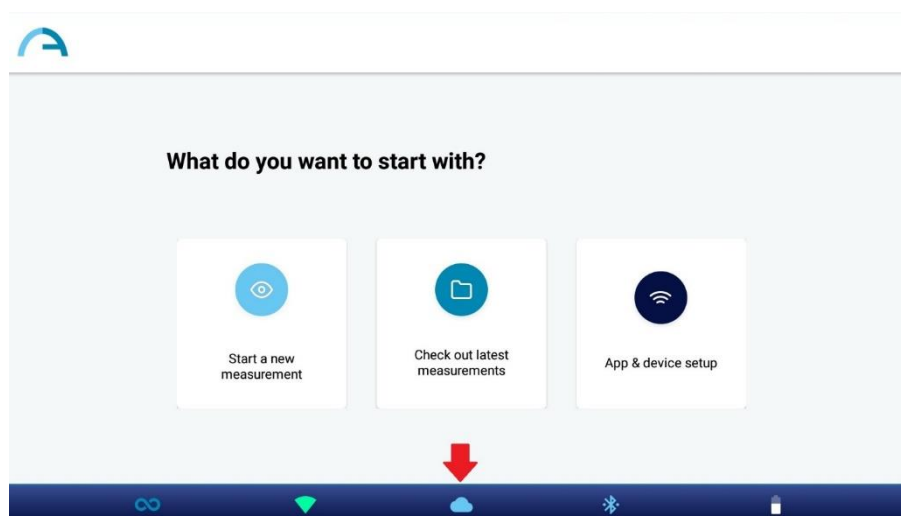 What do you want to start with?
Start a new
measurement
Check out latest
measurements
App & device setup